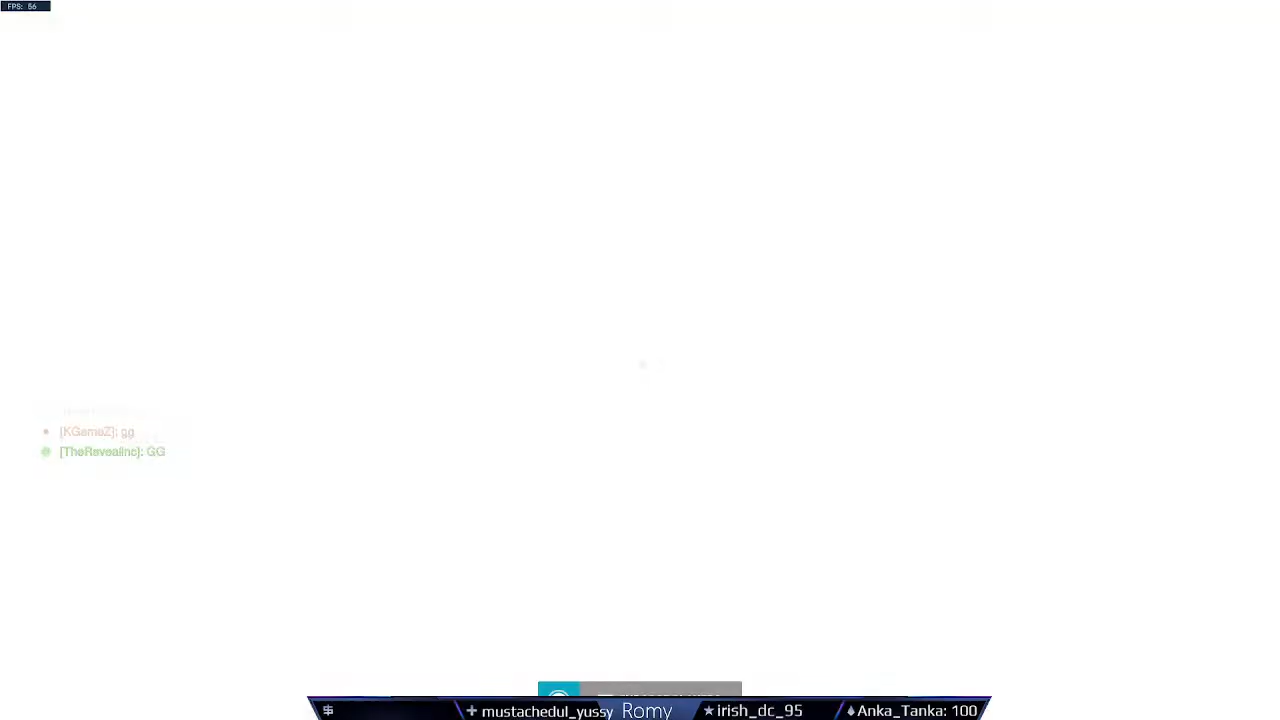 FPS: 56
[KGameZ]: gg
[TheRevealinc]: GG
$ mustachedul_yussy Romy irish_dc_95 Anka_Tanka: 100